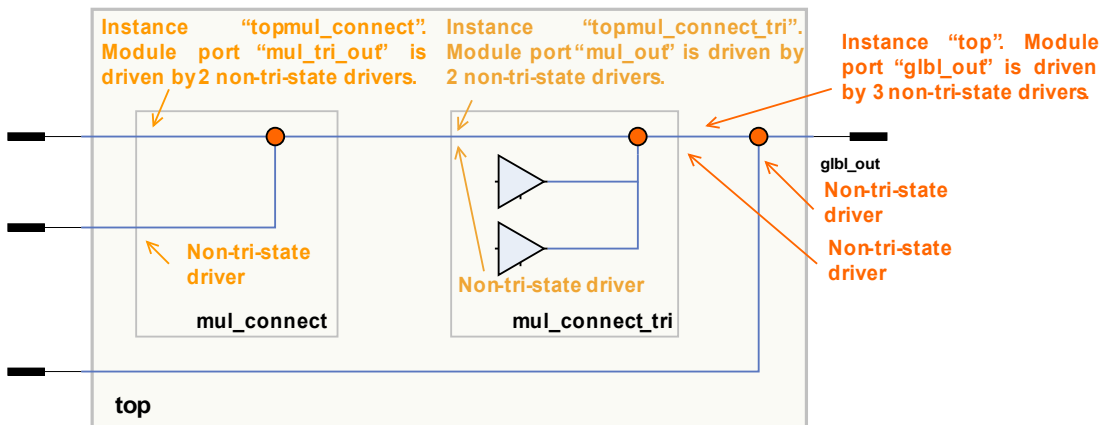 Instance “topmul_connect”.
Module port “mul_tri_out” is
driven by 2 non-tri-state drivers.
Instance “topmul_connect_tri”.
Module port “mul_out” is driven by
2 non-tri-state drivers.
Instance “top”. Module
port “glbl_out” is driven
by 3 non-tri-state drivers.
glbl_out
Non-tri-state
driver
Non-tri-state
driver
Non-tri-state
driver
Non-tri-state driver
mul_connect
mul_connect_tri
top